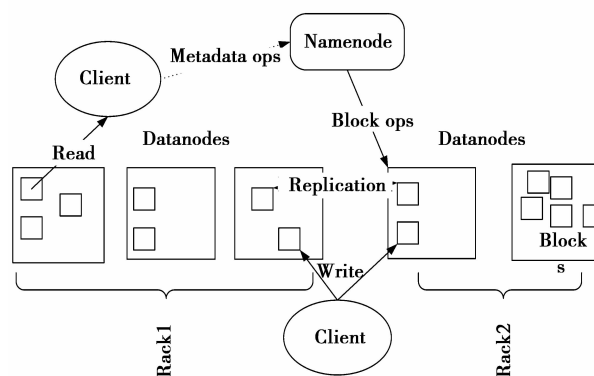 Namenode
Metadata ops
Client
Block ops
Datanodes
Datanodes
Read
Replication
Block
s
Write
Client
Rack1
Rack2